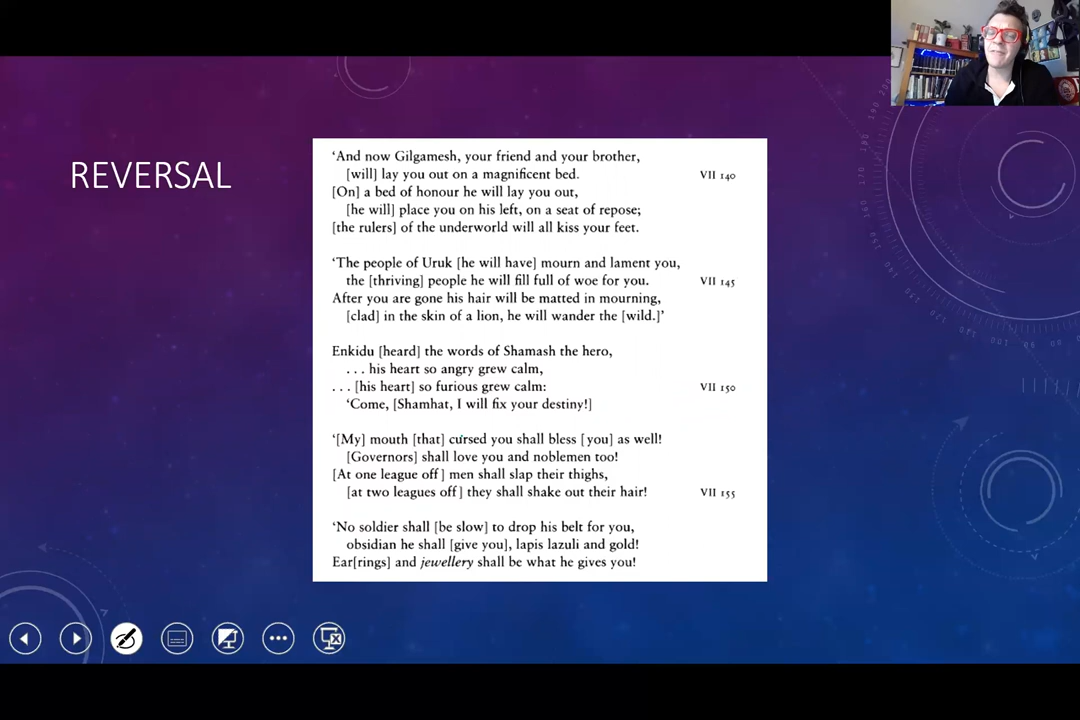 REVERSAL
‘And now Gilgamesh, your friend and your brother,
[will] lay you out on a magnificent bed. VII 140
[On] a bed of honour he will lay you out,
[he will] place you on his left, on a seat of repose;
[the rulers] of the underworld will all kiss your feet.
‘The people of Uruk [he will have] mourn and lament you,
the [thriving] people he will fill full of woe for you. VII 145
After you are gone his hair will be matted in mourning,
[clad] in the skin of a lion, he will wander the [wild.]’
Enkidu [heard] the words of Shamash the hero,
. . . his heart so angry grew calm,
. . . [his heart] so furious grew calm: VII 150
‘Come, [Shamhat, I will fix your destiny!]
‘[My] mouth [that] cursed you shall bless [you] as well!
[Governors] shall love you and noblemen too!
[At one league off] men shall slap their thighs,
[at two leagues off] they shall shake out their hair! VII 155
‘No soldier shall [be slow] to drop his belt for you,
obsidian he shall [give you], lapis lazuli and gold!
Ear[rings] and jewellery shall be what he gives you!